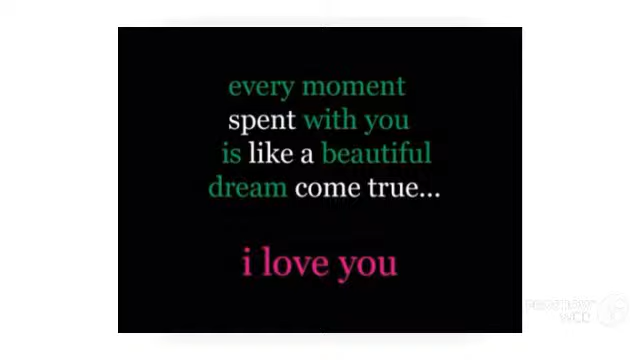 every moment
spent with you
is like a beautiful
dream come true...
i love you